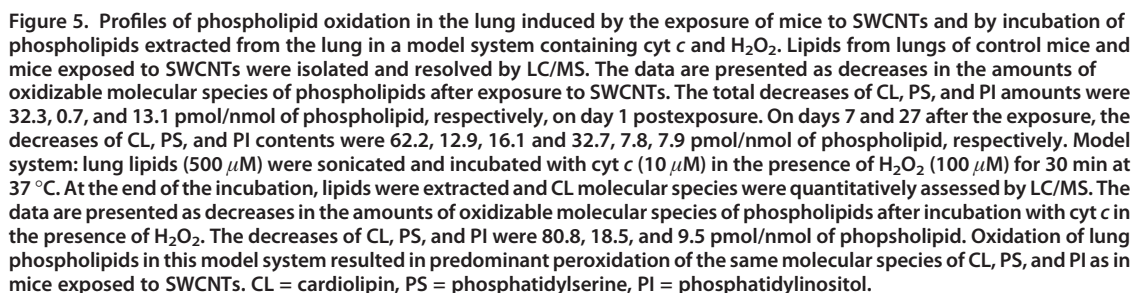 Figure 5. Profiles of phospholipid oxidation in the lung induced by the exposure of mice to SWCNTs and by incubation of
phospholipids extracted from the lung in a model system containing cyt c and H₂O₂. Lipids from lungs of control mice and
mice exposed to SWCNTs were isolated and resolved by LC/MS. The data are presented as decreases in the amounts of
oxidizable molecular species of phospholipids after exposure to SWCNTs. The total decreases of CL, PS, and PI amounts were
32.3, 0.7, and 13.1 pmol/nmol of phospholipid, respectively, on day 1 postexposure. On days 7 and 27 after the exposure, the
decreases of CL, PS, and PI contents were 62.2, 12.9, 16.1 and 32.7, 7.8, 7.9 pmol/nmol of phospholipid, respectively. Model
system: lung lipids (500 μM) were sonicated and incubated with cyt c (10 μM) in the presence of H₂O₂ (100 μM) for 30 min at
37 °C. At the end of the incubation, lipids were extracted and CL molecular species were quantitatively assessed by LC/MS. The
data are presented as decreases in the amounts of oxidizable molecular species of phospholipids after incubation with cyt c in
the presence of H₂O₂. The decreases of CL, PS, and PI were 80.8, 18.5, and 9.5 pmol/nmol of phopsholipid. Oxidation of lung
phospholipids in this model system resulted in predominant peroxidation of the same molecular species of CL, PS, and PI as in
mice exposed to SWCNTs. CL = cardiolipin, PS = phosphatidylserine, PI = phosphatidylinositol.